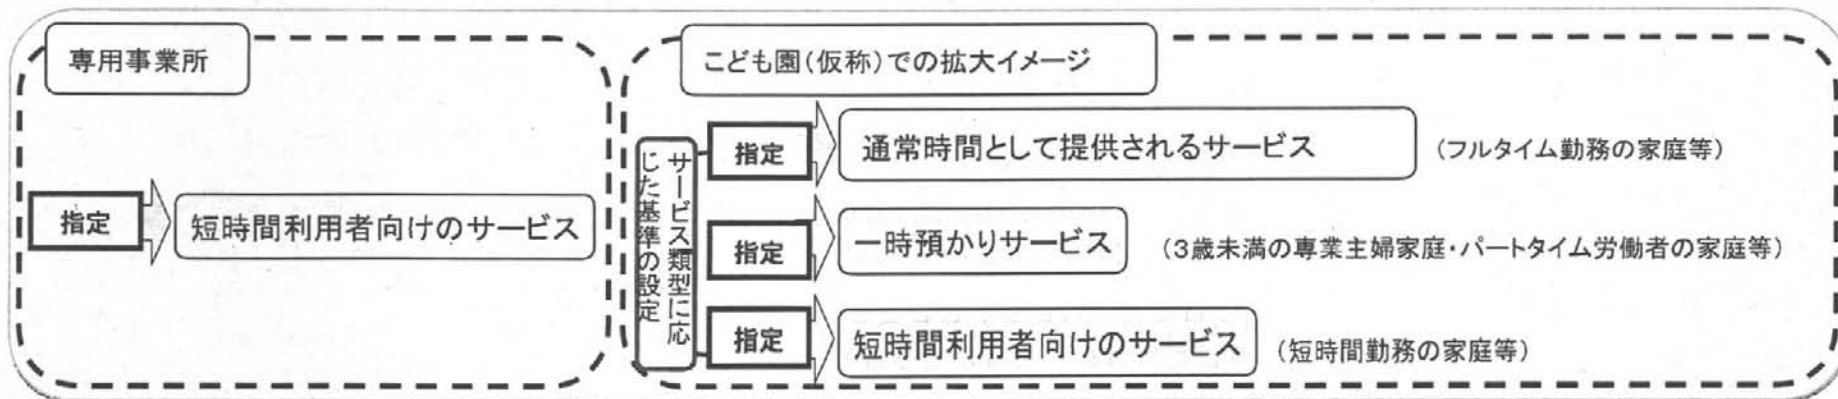 専用事業所
指定
短時間利用者向けのサービス
こども園(仮称)での拡大イメージ
サービス類型に応
じた基準の設定
指定
通常時間として提供されるサービス
(フルタイム勤務の家庭等)
指定
一時預かりサービス
(3歳未満の専業主婦家庭・パートタイム労働者の家庭等)
指定
短時間利用者向けのサービス
(短時間勤務の家庭等)